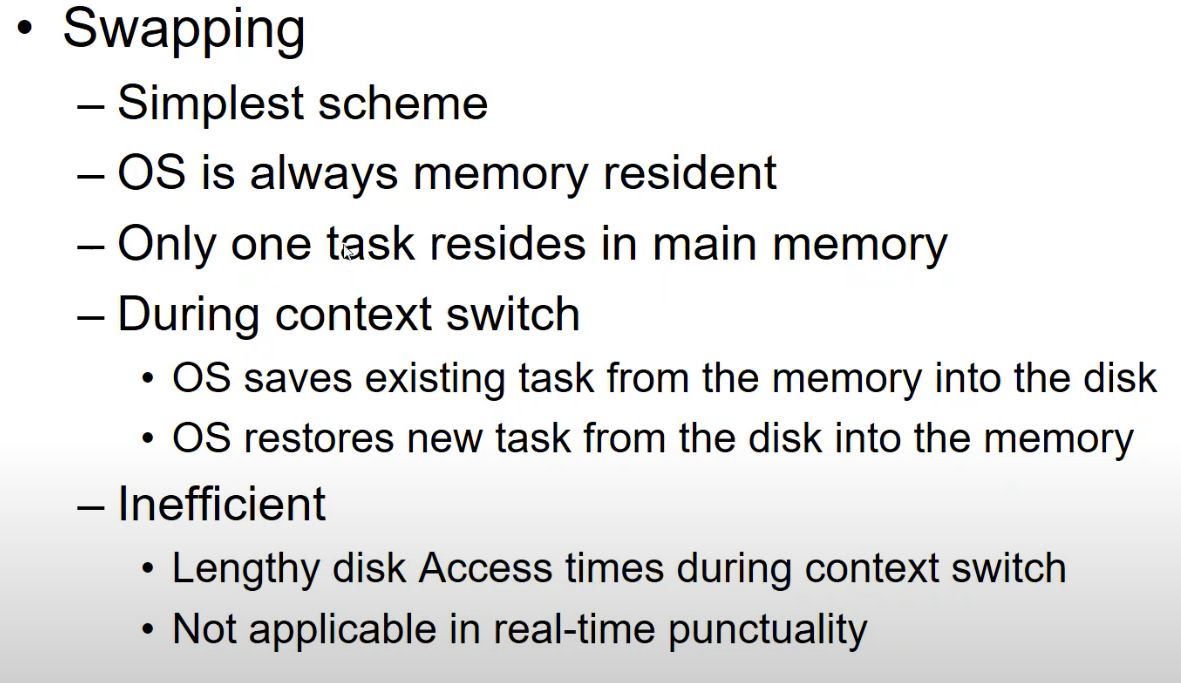 • Swapping
– Simplest scheme
– OS is always memory resident
– Only one task resides in main memory
– During context switch
• OS saves existing task from the memory into the disk
• OS restores new task from the disk into the memory
– Inefficient
• Lengthy disk Access times during context switch
• Not applicable in real-time punctuality